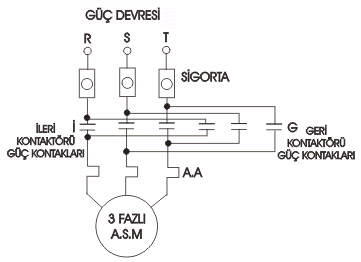 GÜÇ DEVRESİ
R S T
SİGORTA
İLERİ
KONTAKTÖRÜ
GÜÇ KONTAKLARI
İ
G
GERİ
KONTAKTÖRÜ
GÜÇ KONTAKLARI
A.A
3 FAZLI
A.S.M